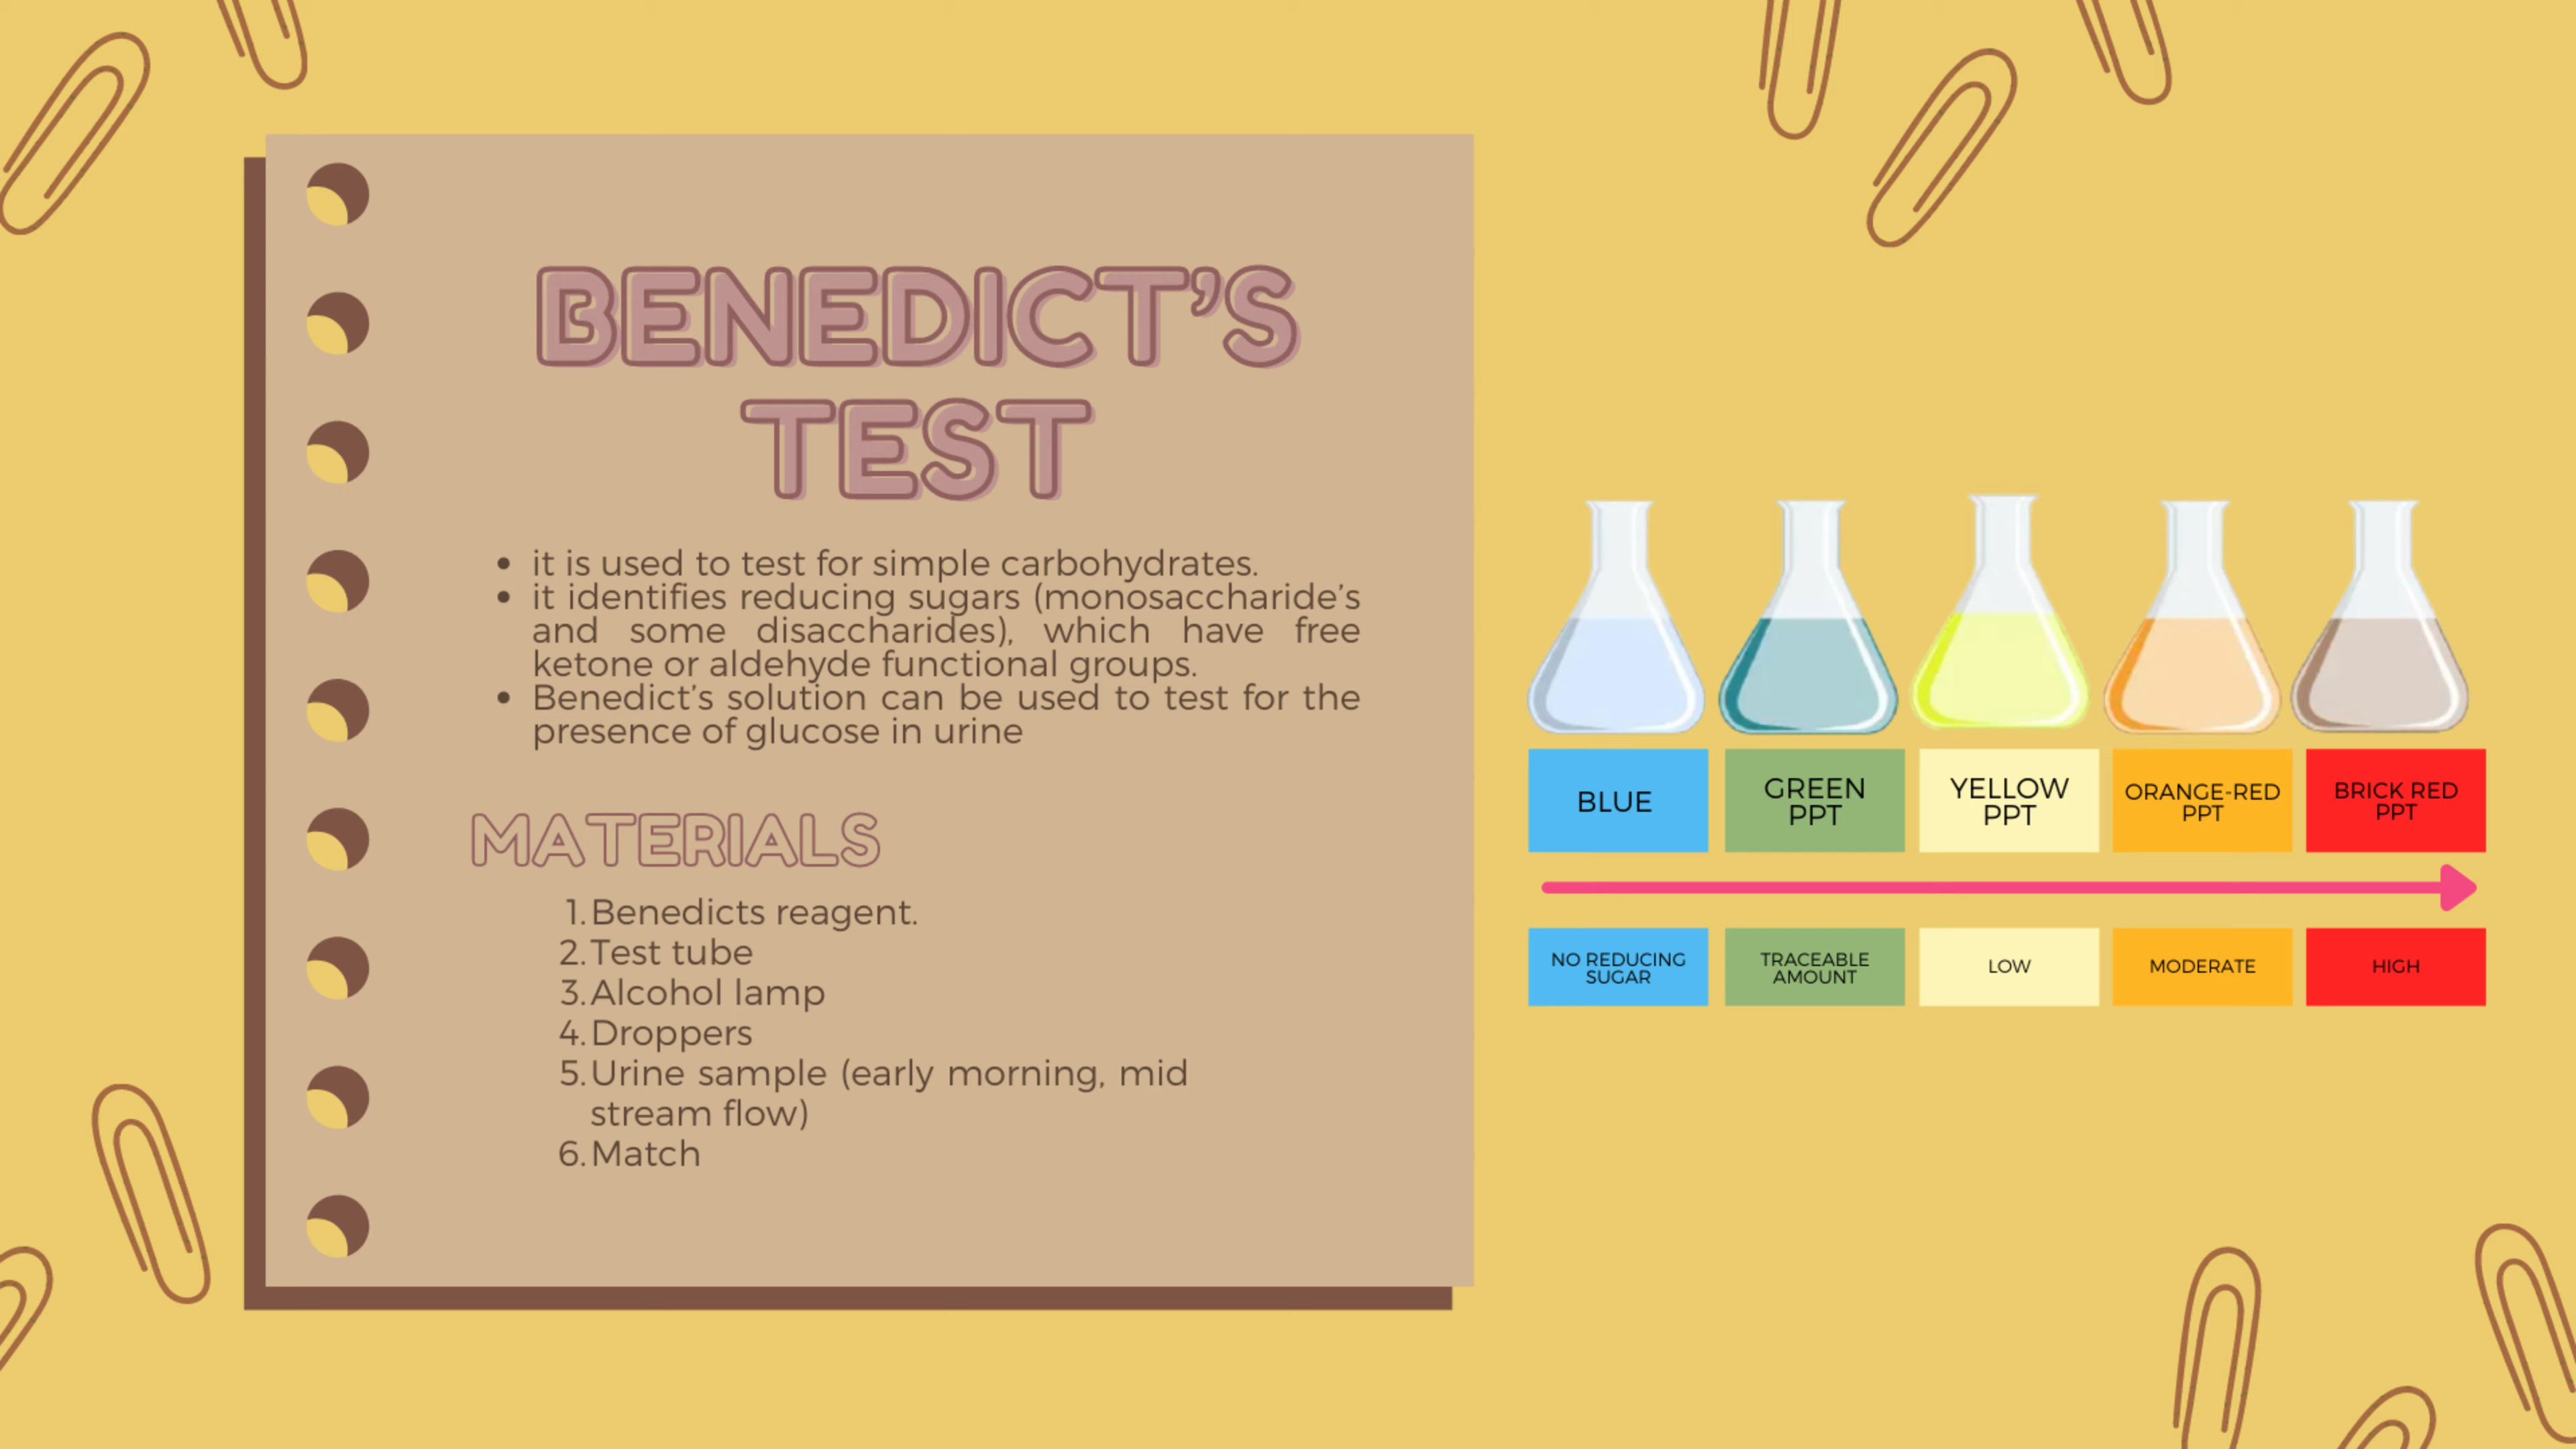 BENEDICT’S
TEST
• it is used to test for simple carbohydrates.
• it identifies reducing sugars (monosaccharide’s
and some disaccharides), which have free
ketone or aldehyde functional groups.
• Benedict’s solution can be used to test for the
presence of glucose in urine
MATERIALS
1. Benedicts reagent.
2. Test tube
3. Alcohol lamp
4. Droppers
5. Urine sample (early morning, mid
stream flow)
6. Match
BLUE
GREEN
PPT
YELLOW
PPT
ORANGE-RED
PPT
BRICK RED
PPT
NO REDUCING
SUGAR
TRACEABLE
AMOUNT
LOW
MODERATE
HIGH